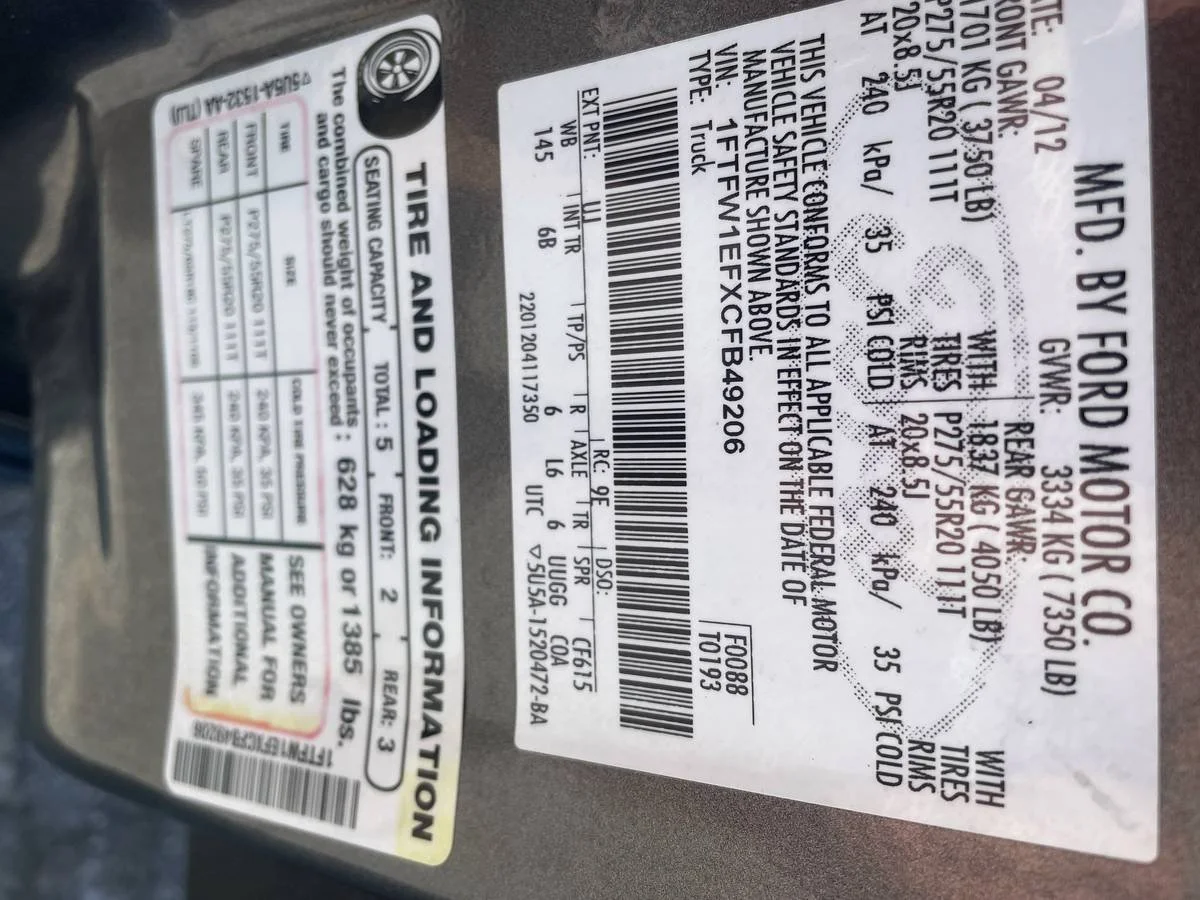 MFD. BY FORD MOTOR CO.
ATE: 04/12 GVWR: 3334 KG ( 7350 LB)
RONT GAWR: REAR GAWR:
1701 KG ( 3750 LB) WITH 1837 KG ( 4050 LB) WITH
P275/55R20 111T TIRES P275/55R20 111T TIRES
20x8.5J RIMS 20x8.5J RIMS
AT 240 kPa/ 35 PSI COLD AT 240 kPa/ 35 PSI COLD
THIS VEHICLE CONFORMS TO ALL APPLICABLE FEDERAL MOTOR
VEHICLE SAFETY STANDARDS IN EFFECT ON THE DATE OF
MANUFACTURE SHOWN ABOVE.
VIN: 1FTFW1EFXCFB49206 F0088
TYPE: Truck T0193
EXT PNT: UJ RC: 9E DSO: CF615
WB INT TR TP/PS R AXLE TR SPR
145 6B 6 L6 6 UUGG COA
220120411735O UTC ▽5U5A-1520472-BA
TIRE AND LOADING INFORMATION
SEATING CAPACITY TOTAL : 5 FRONT: 2 REAR: 3
The combined weight of occupants and cargo should never exceed : 628 kg or 1385 lbs.
TIRE SIZE COLD TIRE PRESSURE
FRONT P275/55R20 111T 240 KPA, 35 PSI
REAR P275/55R20 111T 240 KPA, 35 PSI
SPARE
SEE OWNERS
MANUAL FOR
ADDITIONAL
INFORMATION
▽5U5A-1532-AA (TU)
1FTFW1EFXCFB49206